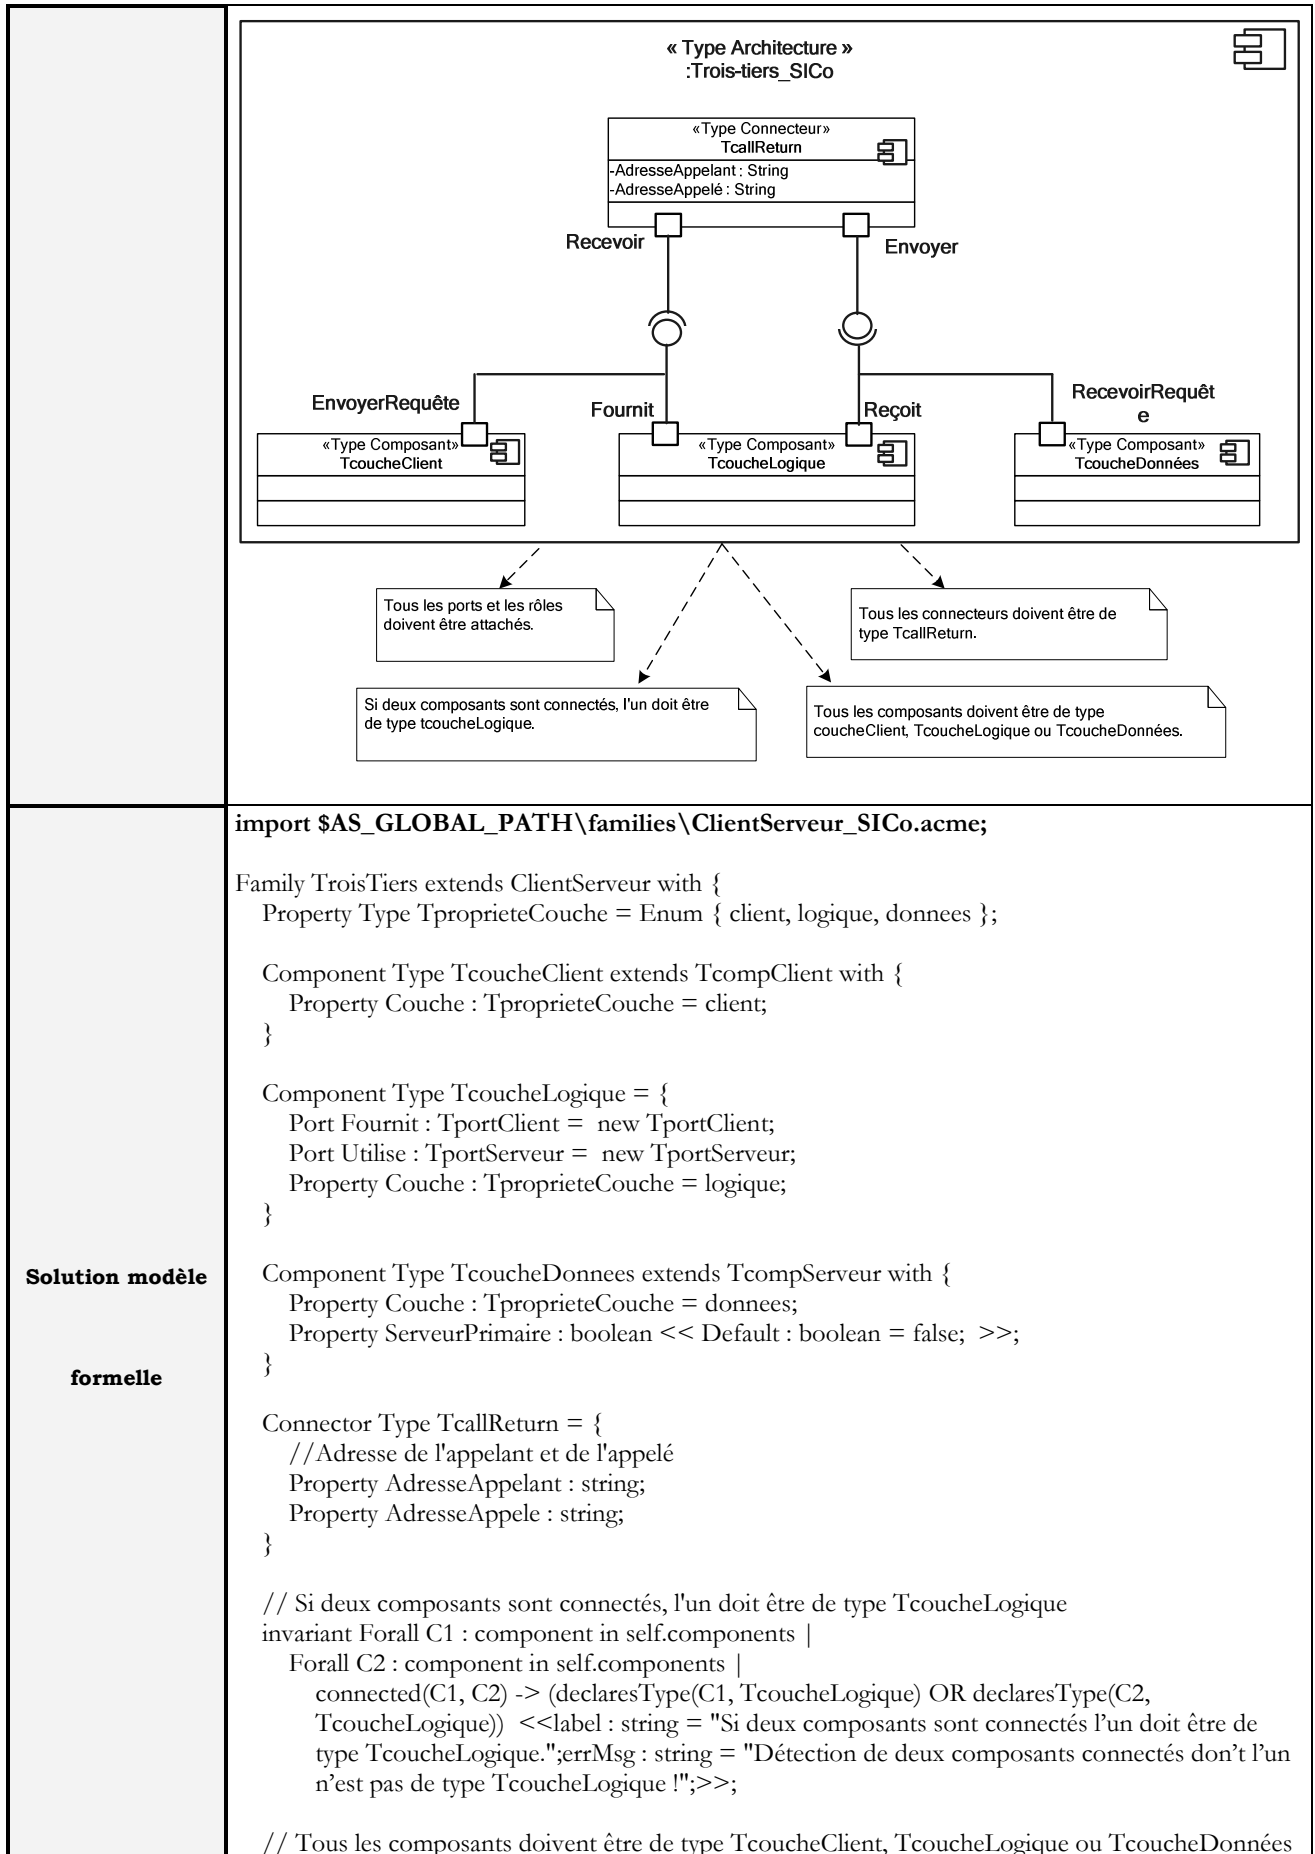 « Type Architecture »
:Trois-tiers_SICo
«Type Connecteur»
TcallReturn
-AdresseAppelant : String
-AdresseAppelé : String
Recevoir
Envoyer
EnvoyerRequête
Fournit
Reçoit
RecevoirRequêt
e
«Type Composant»
TcoucheClient
«Type Composant»
TcoucheLogique
«Type Composant»
TcoucheDonnées
Tous les ports et les rôles
doivent être attachés.
Tous les connecteurs doivent être de
type TcallReturn.
Si deux composants sont connectés, l'un doit être
de type tcoucheLogique.
Tous les composants doivent être de type
coucheClient, TcoucheLogique ou TcoucheDonnées.
Solution modèle
formelle
import $AS_GLOBAL_PATH\families\ClientServeur_SICo.acme;
Family TroisTiers extends ClientServeur with {
Property Type TproprieteCouche = Enum { client, logique, donnees };
Component Type TcoucheClient extends TcompClient with {
Property Couche : TproprieteCouche = client;
}
Component Type TcoucheLogique = {
Port Fournit : TportClient =  new TportClient;
Port Utilise : TportServeur =  new TportServeur;
Property Couche : TproprieteCouche = logique;
}
Component Type TcoucheDonnees extends TcompServeur with {
Property Couche : TproprieteCouche = donnees;
Property ServeurPrimaire : boolean << Default : boolean = false;  >>;
}
Connector Type TcallReturn = {
//Adresse de l'appelant et de l'appelé
Property AdresseAppelant : string;
Property AdresseAppele : string;
}
// Si deux composants sont connectés, l'un doit être de type TcoucheLogique
invariant Forall C1 : component in self.components |
Forall C2 : component in self.components |
connected(C1, C2) -> (declaresType(C1, TcoucheLogique) OR declaresType(C2,
TcoucheLogique))  <<label : string = "Si deux composants sont connectés l’un doit être de
type TcoucheLogique.";errMsg : string = "Détection de deux composants connectés don’t l’un
n’est pas de type TcoucheLogique !";>>;
// Tous les composants doivent être de type TcoucheClient, TcoucheLogique ou TcoucheDonnées